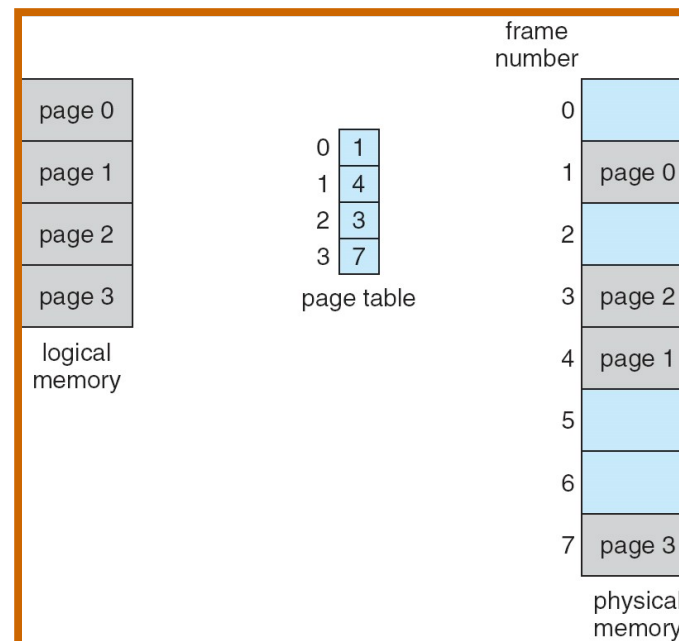 frame
number
page 0
page 1
page 2
page 3
logical
memory
0 1
1 4
2 3
3 7
page table
0
1 page 0
2
3 page 2
4 page 1
5
6
7 page 3
physical
memory